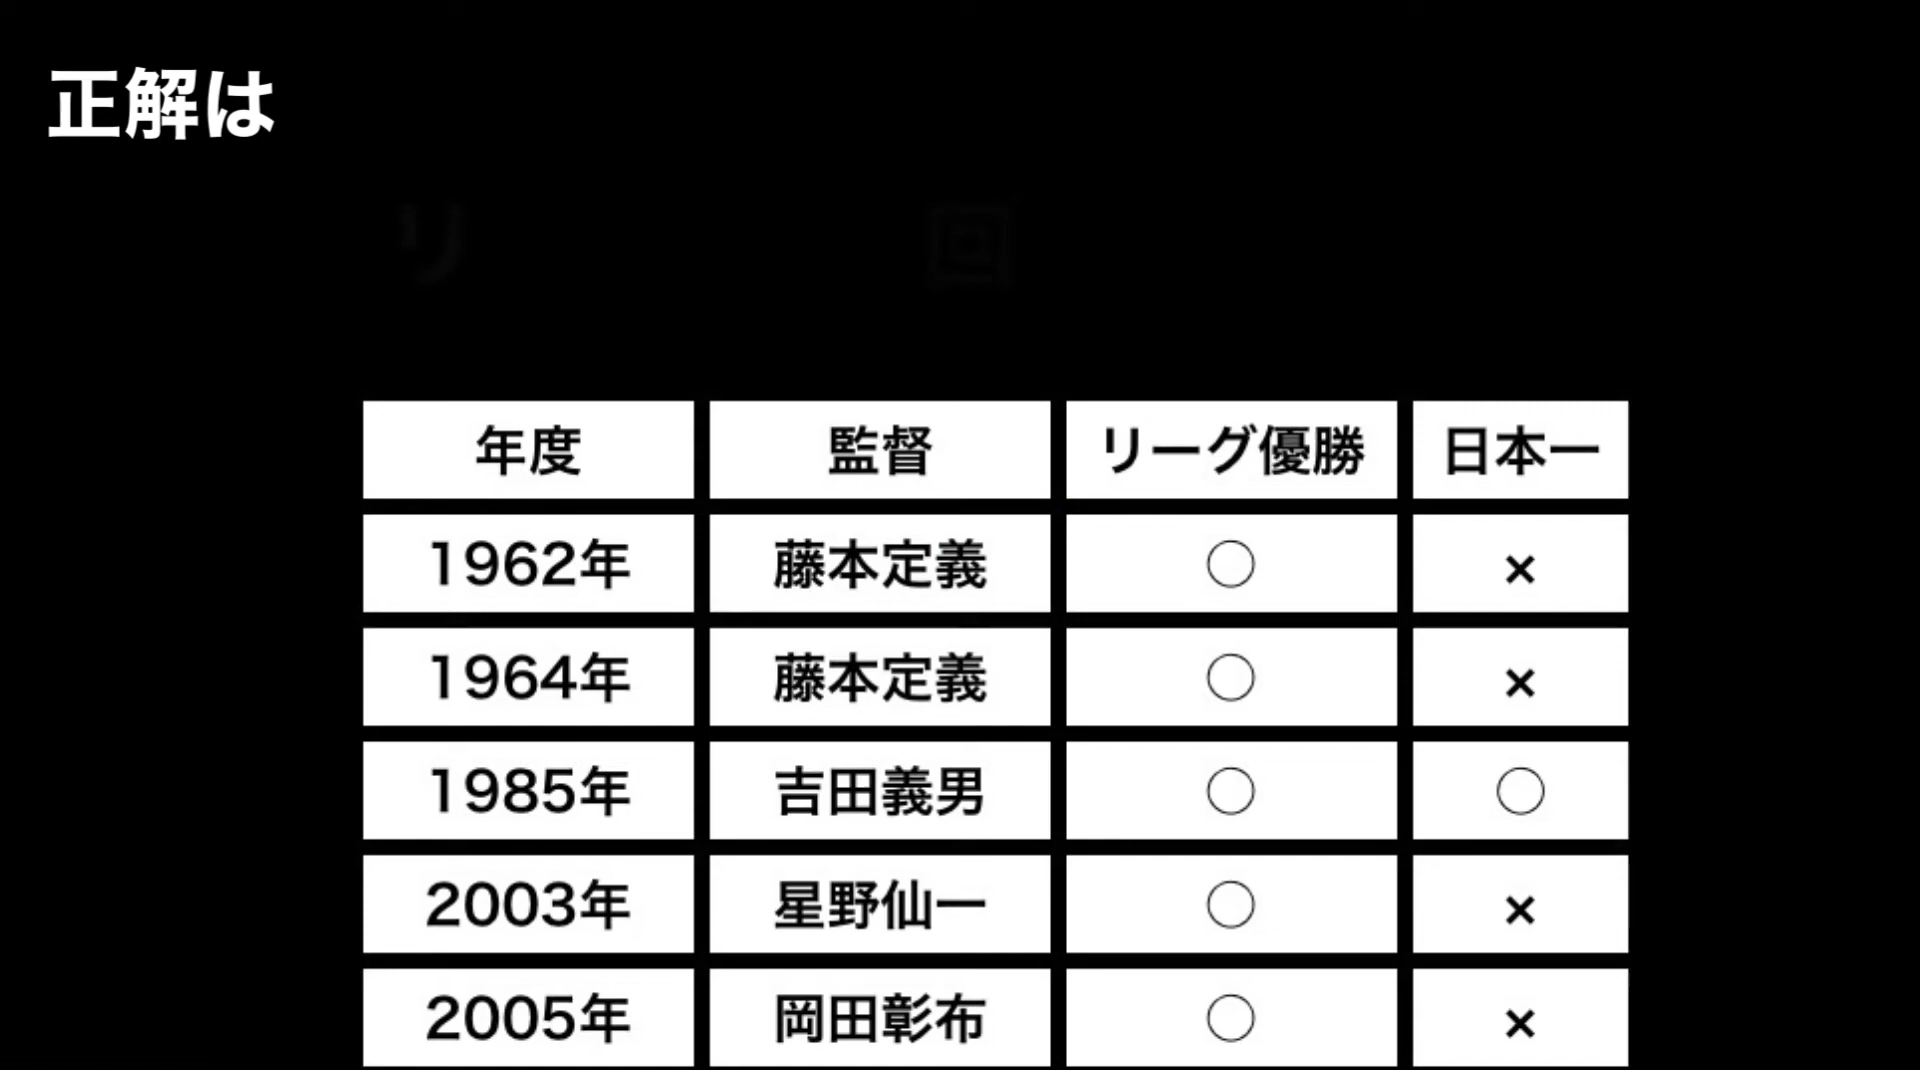 正解は
リ 回
年度 監督 リーグ優勝 日本一
1962年 藤本定義 ○ ×
1964年 藤本定義 ○ ×
1985年 吉田義男 ○ ○
2003年 星野仙一 ○ ×
2005年 岡田彰布 ○ ×